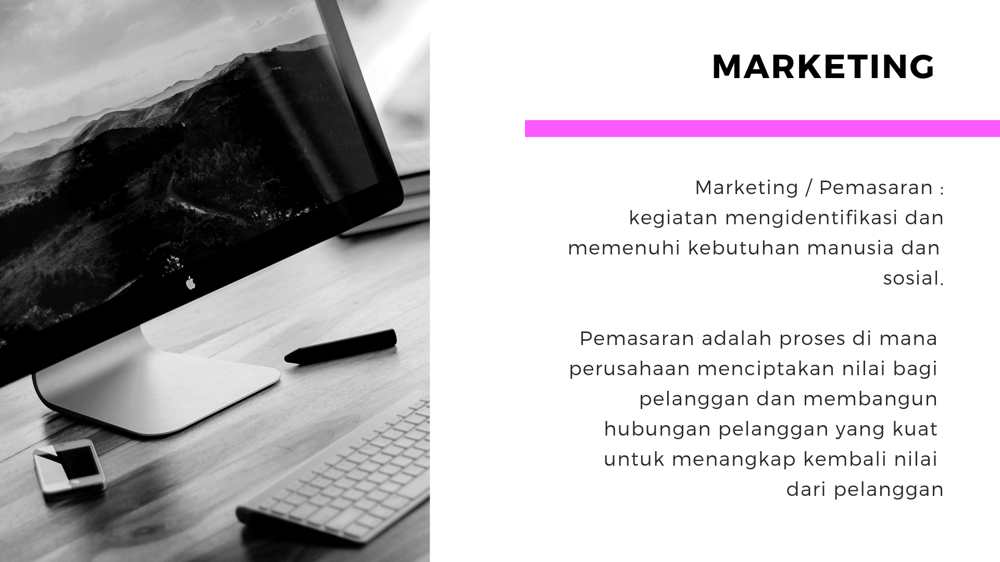 MARKETING
Marketing / Pemasaran :
kegiatan mengidentifikasi dan
memenuhi kebutuhan manusia dan
sosial.
Pemasaran adalah proses di mana
perusahaan menciptakan nilai bagi
pelanggan dan membangun
hubungan pelanggan yang kuat
untuk menangkap kembali nilai
dari pelanggan